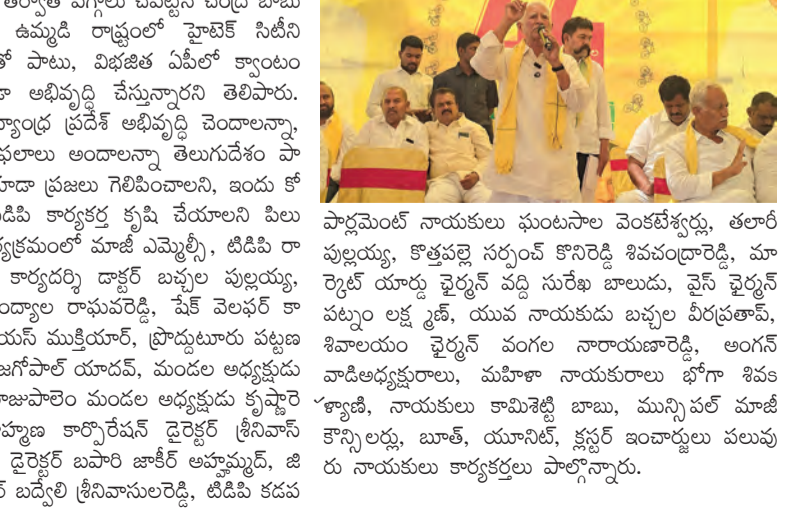 తర్వాత పగ్గాలు చేపట్టిన చంద్ర బాబు
ఉమ్మడి రాష్ట్రంలో హైటెక్ సిటీని
తో పాటు, విభజిత ఏపీలో క్వాంటం
డా అభివృద్ధి చేస్తున్నారని తెలిపారు.
వ్యాంధ్ర ప్రదేశ్ అభివృద్ధి చెందాలన్నా,
ఫలాలు అందాలన్నా తెలుగుదేశం పా
కూడా ప్రజలు గెలిపించాలని, ఇందు కో
డిపి కార్యకర్త కృషి చేయాలని పిలు
ర్యక్రమంలో మాజీ ఎమ్మెల్సీ, టిడిపి రా
కార్యదర్శి డాక్టర్ బచ్చల పుల్లయ్య,
ంద్యాల రాఘవరెడ్డి, షేక్ వెలఫర్ కా
యస్ ముక్తియార్, ప్రొద్దుటూరు పట్టణ
జగోపాల్ యాదవ్, మండల అధ్యక్షుడు
రాజుపాలెం మండల అధ్యక్షుడు కృష్ణారె
హ్మణ కార్పొరేషన్ డైరెక్టర్ శ్రీనివాస్
డైరెక్టర్ బపారి జాకీర్ అహ్హమ్మద్, జి
ర్ బద్వేలి శ్రీనివాసులరెడ్డి, టిడిపి కడప
పార్లమెంట్ నాయకులు ఘంటసాల వెంకటేశ్వర్లు, తలారీ
పుల్లయ్య, కొత్తపల్లె సర్పంచ్ కొనిరెడ్డి శివచంద్రారెడ్డి, మా
ర్కెట్ యార్డు ఛైర్మన్ వద్ది సురేఖ బాలుడు, వైస్ ఛైర్మన్
పట్నం లక్ష్మణ్, యువ నాయకుడు బచ్చల వీరప్రతాప్,
శివాలయం ఛైర్మన్ వంగల నారాయణారెడ్డి, అంగన్
వాడిఅధ్యక్షురాలు, మహిళా నాయకురాలు భోగా శివక
ళ్యాణి, నాయకులు కామిశెట్టి బాబు, మున్సిపల్ మాజీ
కౌన్సిలర్లు, బూత్, యూనిట్, క్లస్టర్ ఇంచార్జులు పలువు
రు నాయకులు కార్యకర్తలు పాల్గొన్నారు.